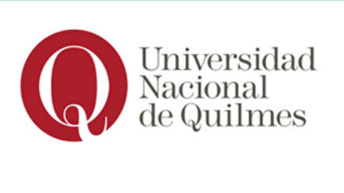 Q
Universidad
Nacional
de Quilmes